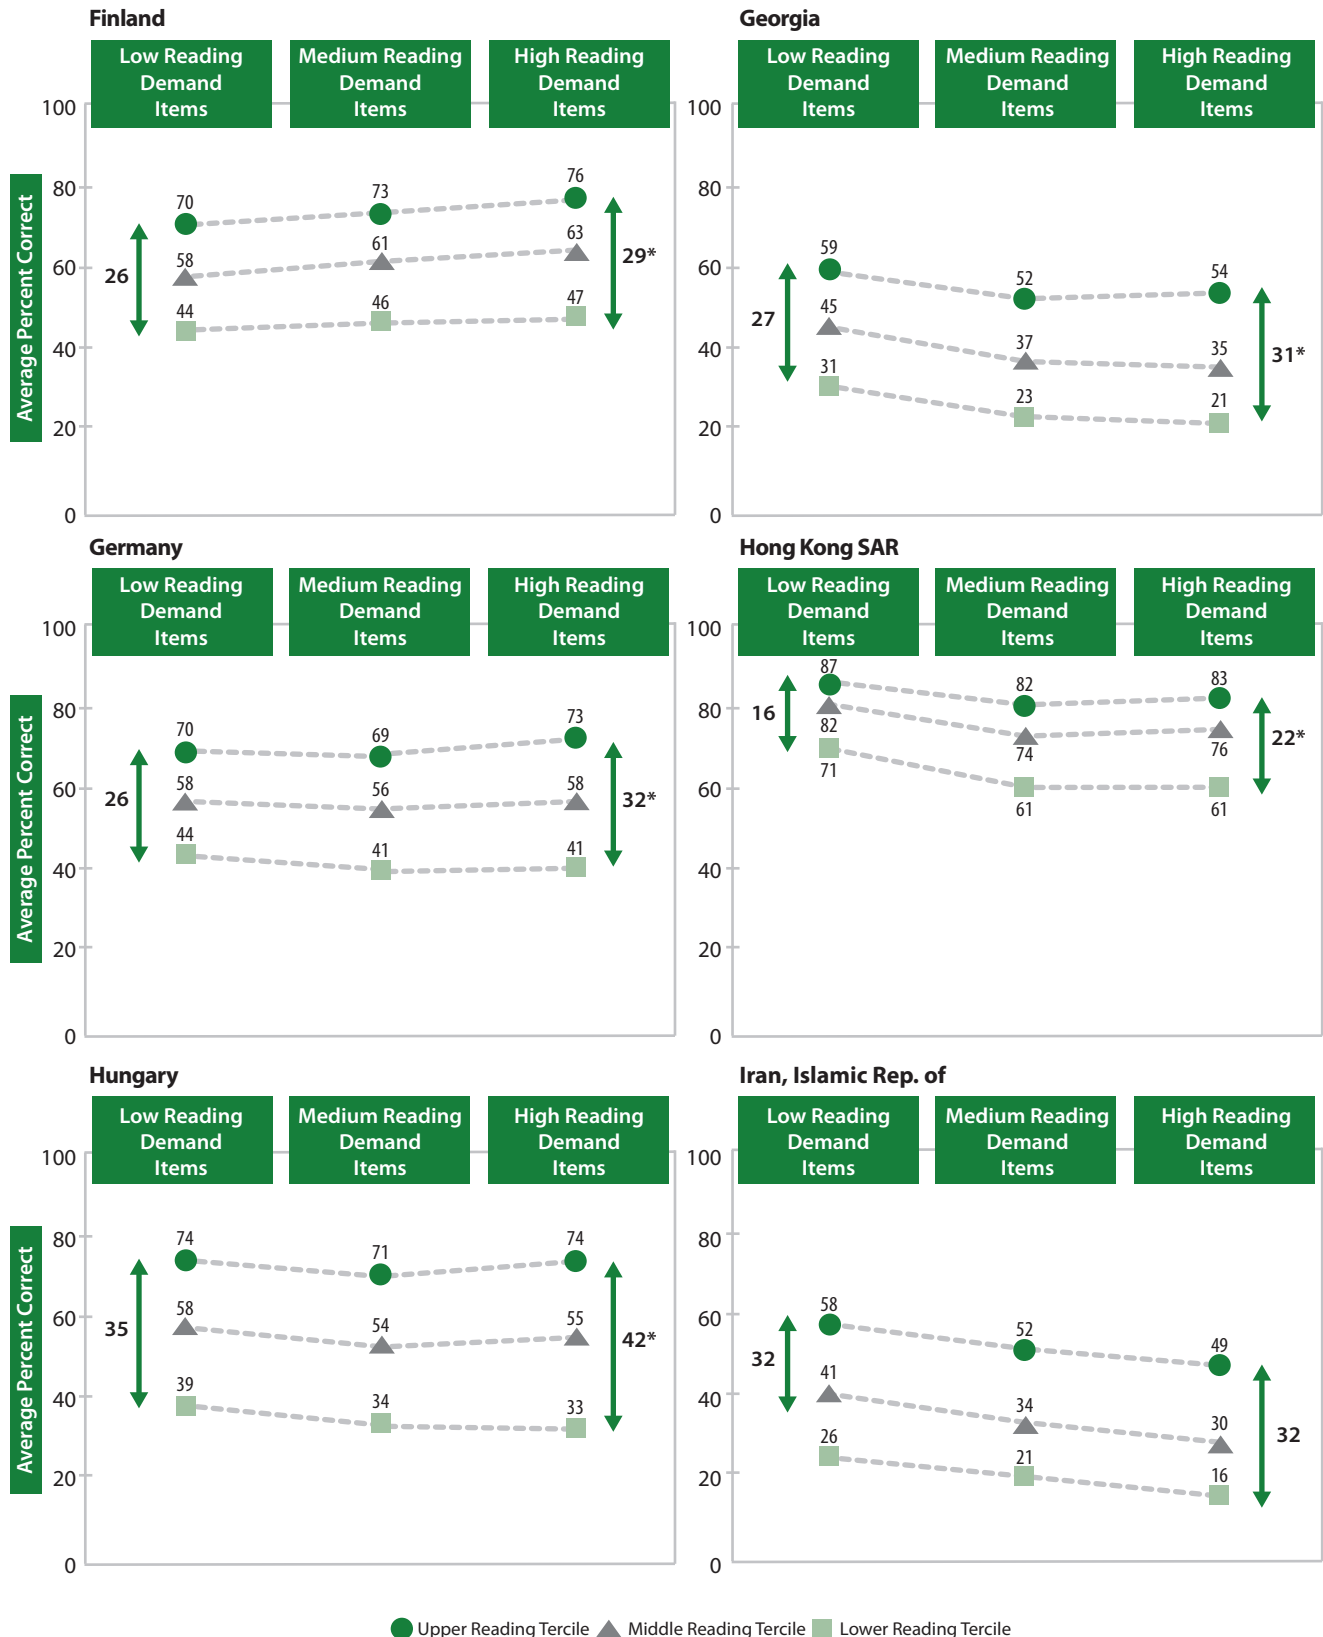 Finland
Low Reading
Demand
Items
Medium Reading
Demand
Items
High Reading
Demand
Items
Average Percent Correct
100
80
60
40
20
0
70
73
76
58
61
63
44
46
47
26
29*
Georgia
Low Reading
Demand
Items
Medium Reading
Demand
Items
High Reading
Demand
Items
100
80
60
40
20
0
59
52
54
45
37
35
31
23
21
27
31*
Germany
Low Reading
Demand
Items
Medium Reading
Demand
Items
High Reading
Demand
Items
Average Percent Correct
100
80
60
40
20
0
70
69
73
58
56
58
44
41
41
26
32*
Hong Kong SAR
Low Reading
Demand
Items
Medium Reading
Demand
Items
High Reading
Demand
Items
100
80
60
40
20
0
87
82
83
82
74
76
71
61
61
16
22*
Hungary
Low Reading
Demand
Items
Medium Reading
Demand
Items
High Reading
Demand
Items
Average Percent Correct
100
80
60
40
20
0
74
71
74
58
54
55
39
34
33
35
42*
Iran, Islamic Rep. of
Low Reading
Demand
Items
Medium Reading
Demand
Items
High Reading
Demand
Items
100
80
60
40
20
0
58
52
49
41
34
30
26
21
16
32
32
Upper Reading Tercile Middle Reading Tercile Lower Reading Tercile